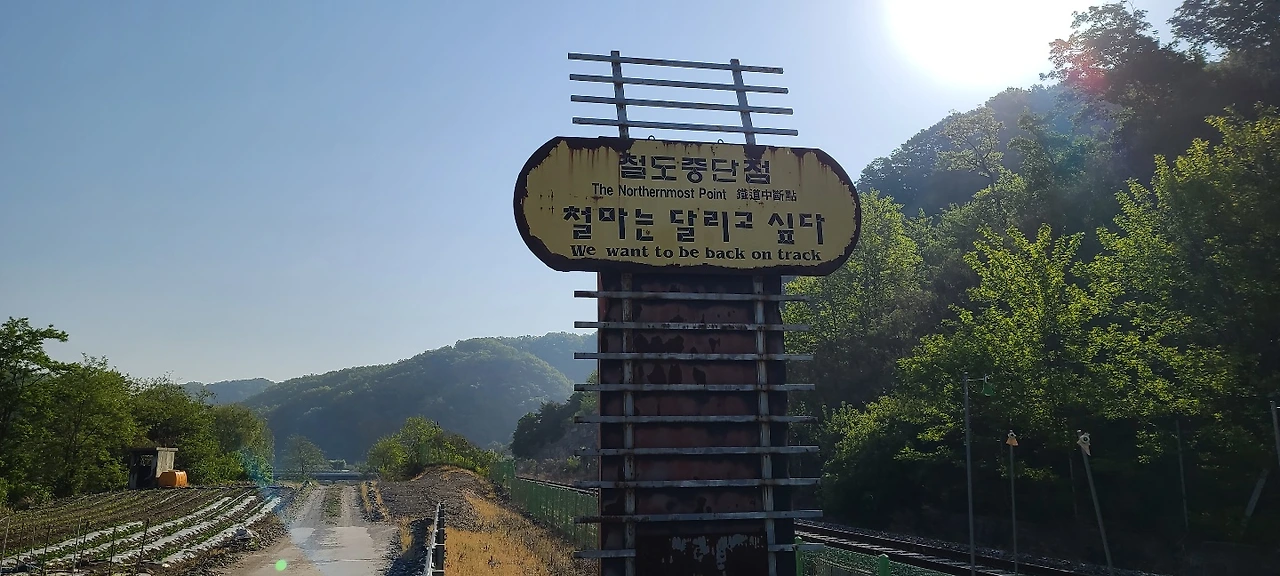 철도중단점
The Northernmost Point 鐵道中斷點
철마는 달리고 싶다
We want to be back on track